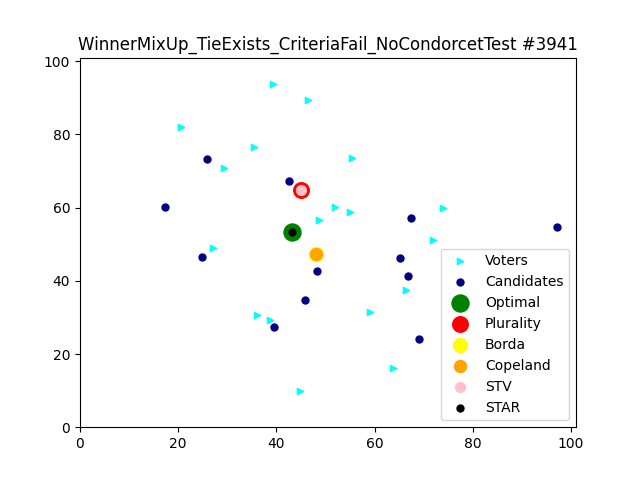 WinnerMixUp_TieExists_CriteriaFail_NoCondorcetTest #3941
100
80
60
40
20
0
0 20 40 60 80 100
Voters
Candidates
Optimal
Plurality
Borda
Copeland
STV
STAR